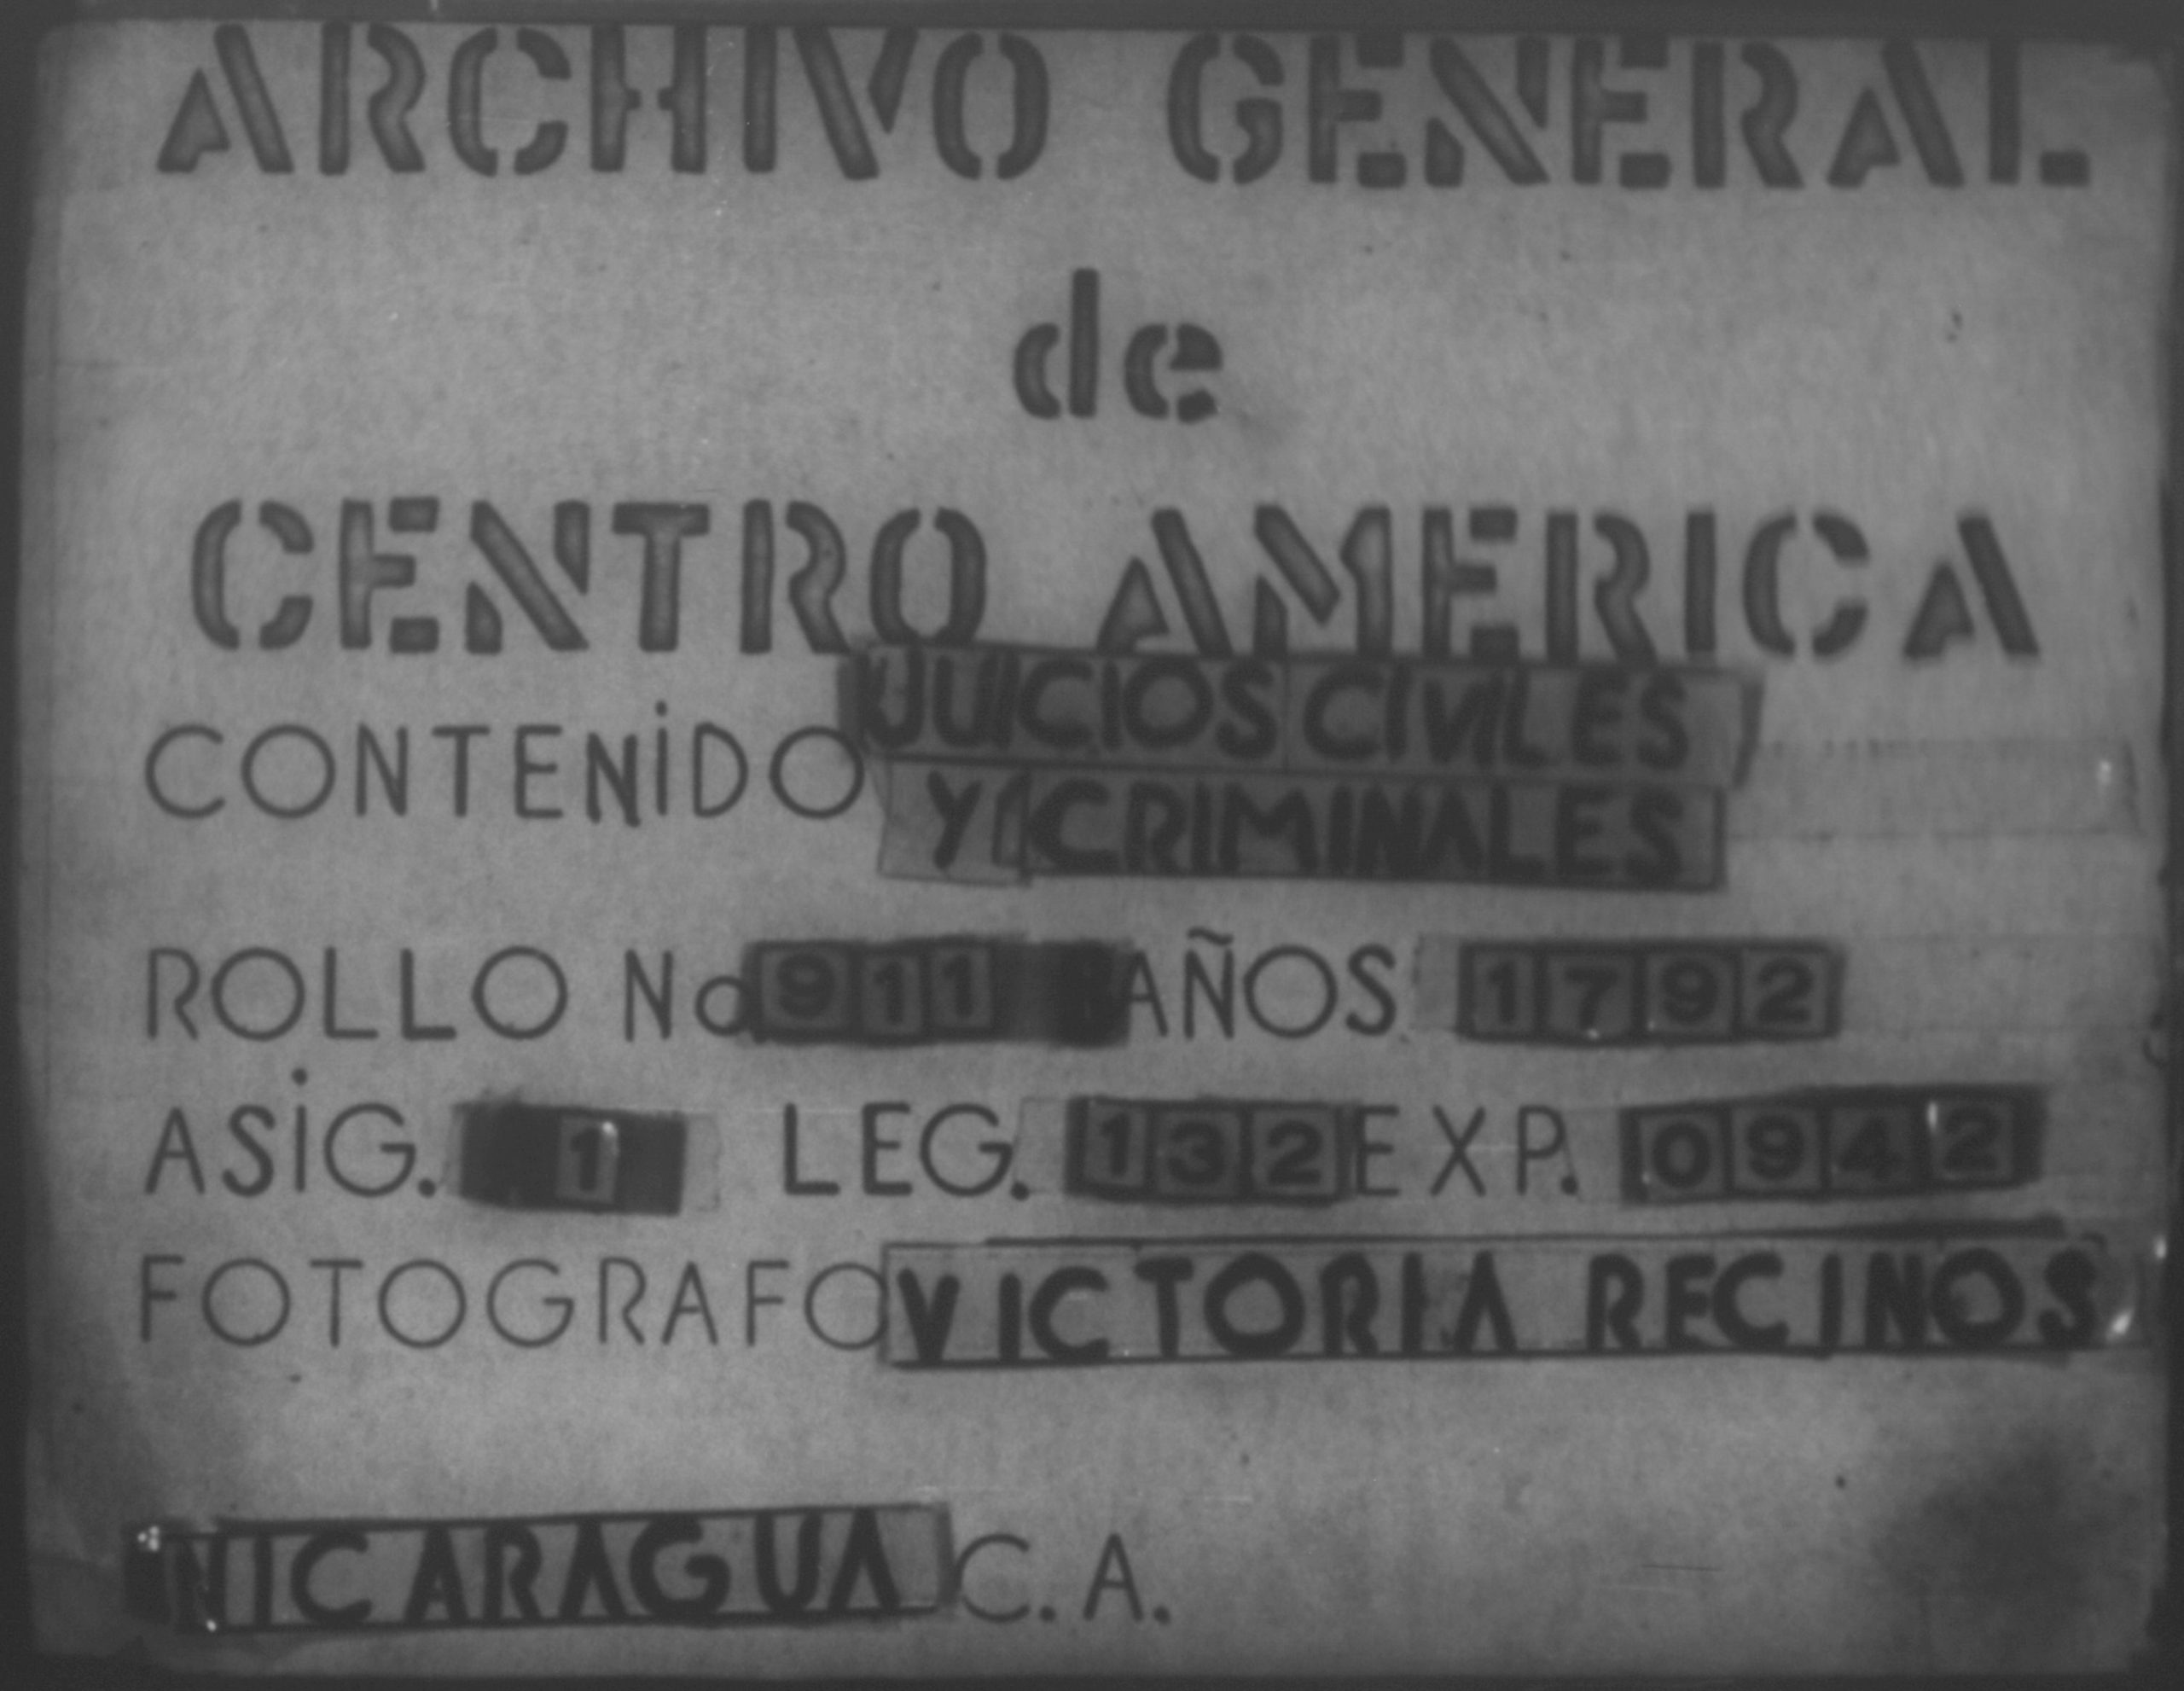 ARCHIVO GENERAL
de
CENTRO AMERICA
CONTENIDO JUICIOS CIVILES
Y CRIMINALES
ROLLO No. 911 AÑOS 1792
ASIG. 1 LEG. 132 EXP. 0942
FOTOGRAFO VICTORIA RECINOS
NICARAGUA C.A.